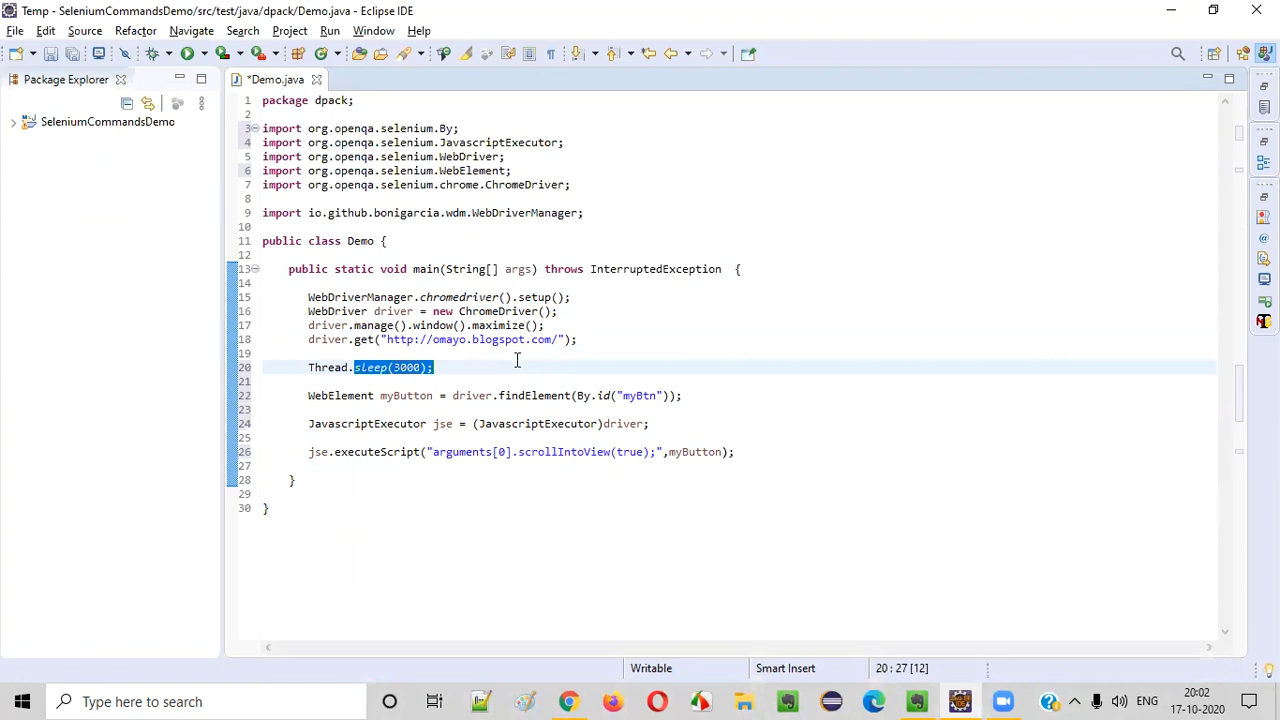 Temp - SeleniumCommandsDemo/src/test/java/dpack/Demo.java - Eclipse IDE
File Edit Source Refactor Navigate Search Project Run Window Help
Package Explorer
*Demo.java
SeleniumCommandsDemo
1 package dpack;
2
3 import org.openqa.selenium.By;
4 import org.openqa.selenium.JavascriptExecutor;
5 import org.openqa.selenium.WebDriver;
6 import org.openqa.selenium.WebElement;
7 import org.openqa.selenium.chrome.ChromeDriver;
8
9 import io.github.bonigarcia.wdm.WebDriverManager;
10
11 public class Demo {
12
13 public static void main(String[] args) throws InterruptedException {
14
15 WebDriverManager.chromedriver().setup();
16 WebDriver driver = new ChromeDriver();
17 driver.manage().window().maximize();
18 driver.get("http://omayo.blogspot.com/");
19
20 Thread.sleep(3000);
21
22 WebElement myButton = driver.findElement(By.id("myBtn"));
23
24 JavascriptExecutor jse = (JavascriptExecutor)driver;
25
26 jse.executeScript("arguments[0].scrollIntoView(true);",myButton);
27
28 }
29
30 }
Writable Smart Insert 20 : 27 [12]
Type here to search
ENG
20:02
17-10-2020